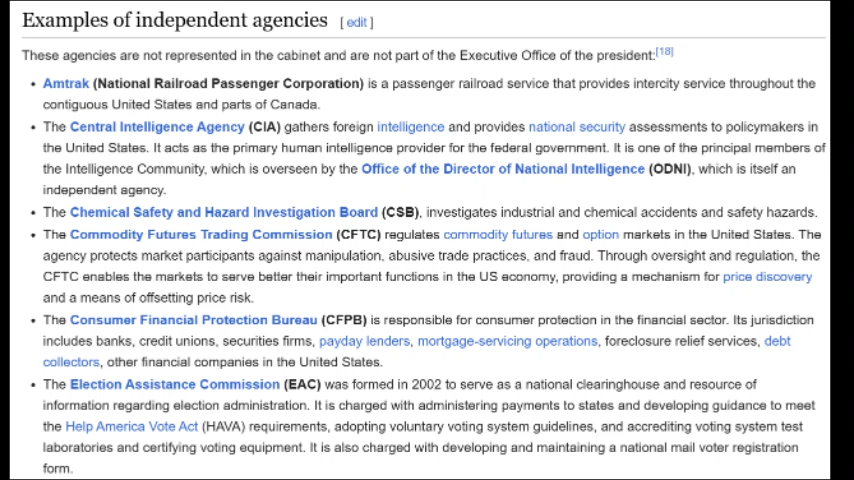 Examples of independent agencies [ edit ]
These agencies are not represented in the cabinet and are not part of the Executive Office of the president:[18]
• Amtrak (National Railroad Passenger Corporation) is a passenger railroad service that provides intercity service throughout the
contiguous United States and parts of Canada.
• The Central Intelligence Agency (CIA) gathers foreign intelligence and provides national security assessments to policymakers in
the United States. It acts as the primary human intelligence provider for the federal government. It is one of the principal members of
the Intelligence Community, which is overseen by the Office of the Director of National Intelligence (ODNI), which is itself an
independent agency.
• The Chemical Safety and Hazard Investigation Board (CSB), investigates industrial and chemical accidents and safety hazards.
• The Commodity Futures Trading Commission (CFTC) regulates commodity futures and option markets in the United States. The
agency protects market participants against manipulation, abusive trade practices, and fraud. Through oversight and regulation, the
CFTC enables the markets to serve better their important functions in the US economy, providing a mechanism for price discovery
and a means of offsetting price risk.
• The Consumer Financial Protection Bureau (CFPB) is responsible for consumer protection in the financial sector. Its jurisdiction
includes banks, credit unions, securities firms, payday lenders, mortgage-servicing operations, foreclosure relief services, debt
collectors, other financial companies in the United States.
• The Election Assistance Commission (EAC) was formed in 2002 to serve as a national clearinghouse and resource of
information regarding election administration. It is charged with administering payments to states and developing guidance to meet
the Help America Vote Act (HAVA) requirements, adopting voluntary voting system guidelines, and accrediting voting system test
laboratories and certifying voting equipment. It is also charged with developing and maintaining a national mail voter registration
form.